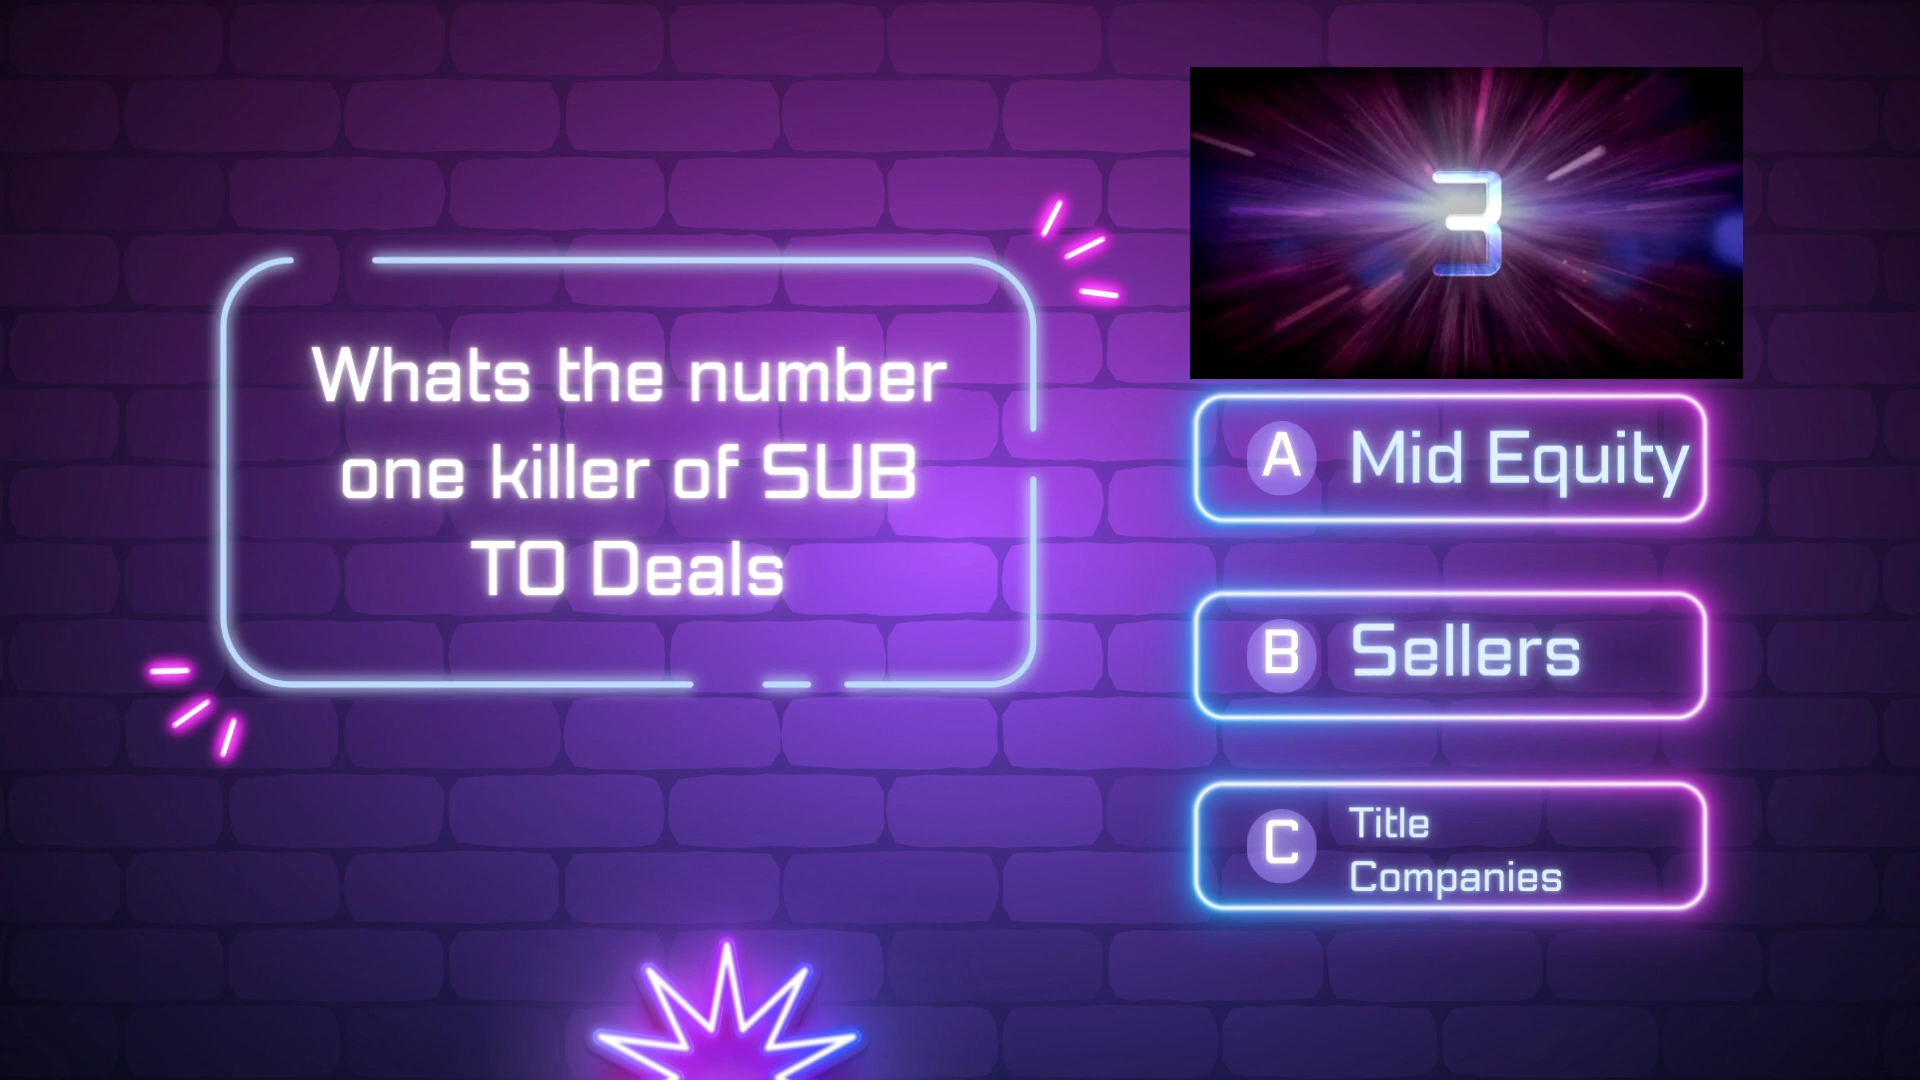 Whats the number
one killer of SUB
TO Deals
3
A Mid Equity
B Sellers
C Title
Companies